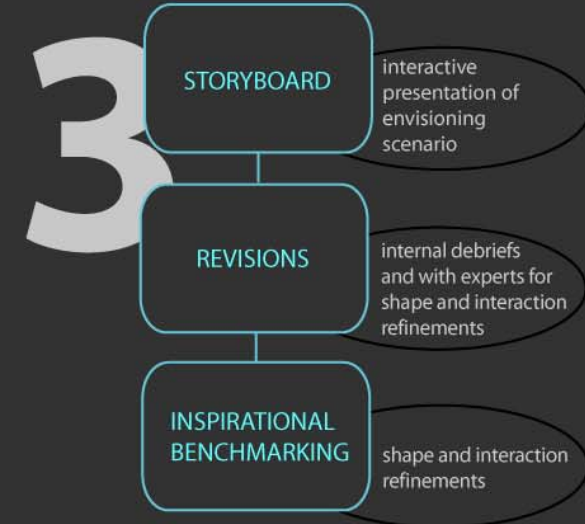 3
STORYBOARD
interactive
presentation of
envisioning
scenario
REVISIONS
internal debriefs
and with experts for
shape and interaction
refinements
INSPIRATIONAL
BENCHMARKING
shape and interaction
refinements